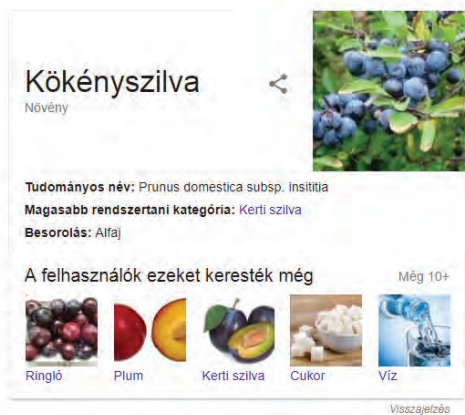 Kökényszilva
Növény
Tudományos név: Prunus domestica subsp. insititia
Magasabb rendszertani kategória: Kerti szilva
Besorolás: Alfaj
A felhasználók ezeket keresték még
Még 10+
Ringló Plum Kerti szilva Cukor Víz
Visszajelzés